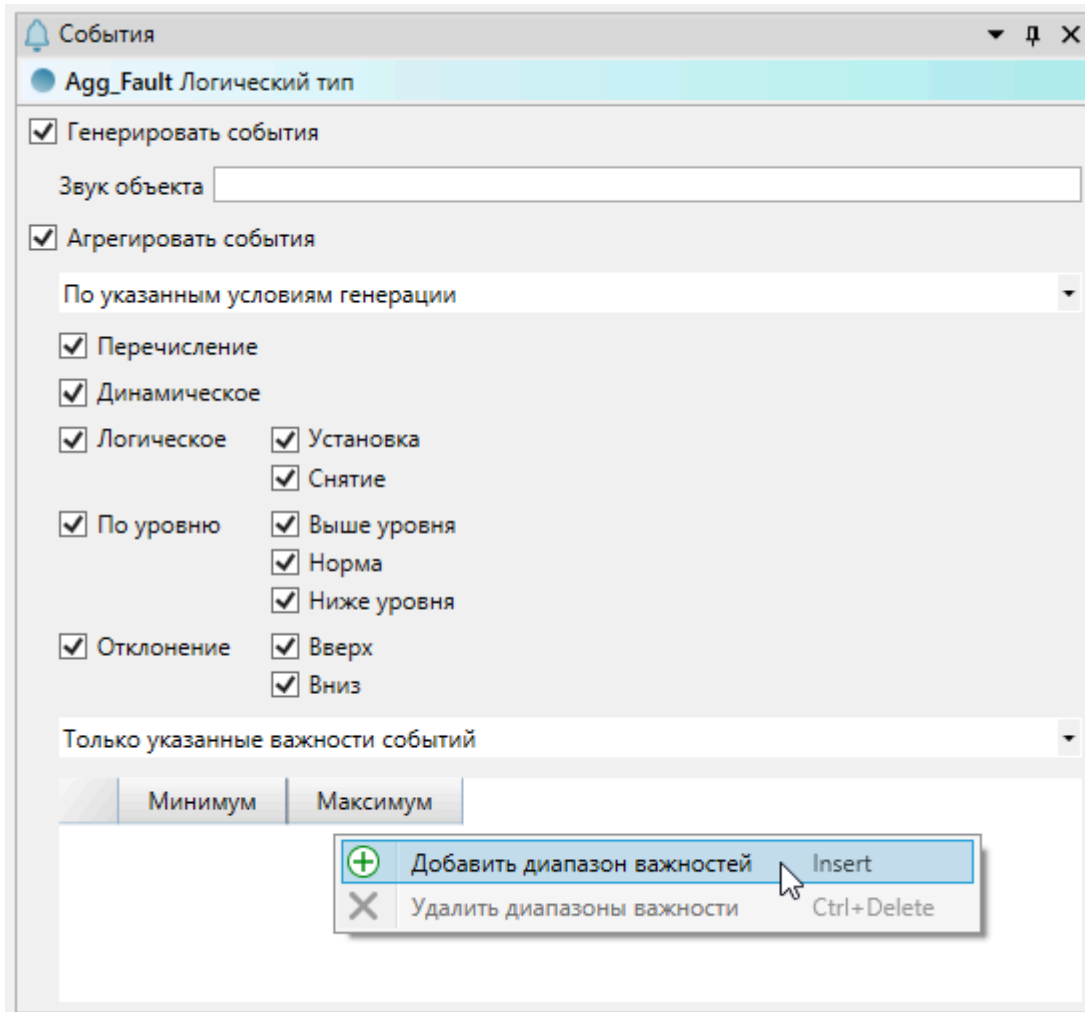 События
Agg_Fault Логический тип
Генерировать события
Звук объекта
Агрегировать события
По указанным условиям генерации
Перечисление
Динамическое
Логическое Установка
Снятие
По уровню Выше уровня
Норма
Ниже уровня
Отклонение Вверх
Вниз
Только указанные важности событий
Минимум Максимум
Добавить диапазон важностей Insert
Удалить диапазоны важности Ctrl+Delete